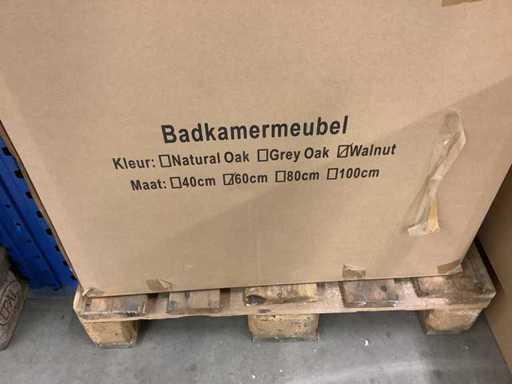 Badkamermeubel
Kleur: ☐Natural Oak ☐Grey Oak ☑Walnut
Maat: ☐40cm ☑60cm ☐80cm ☐100cm